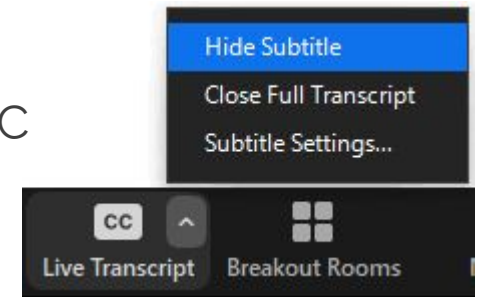 Hide Subtitle
Close Full Transcript
C
Subtitle Settings...
CC
Live Transcript
Breakout Rooms